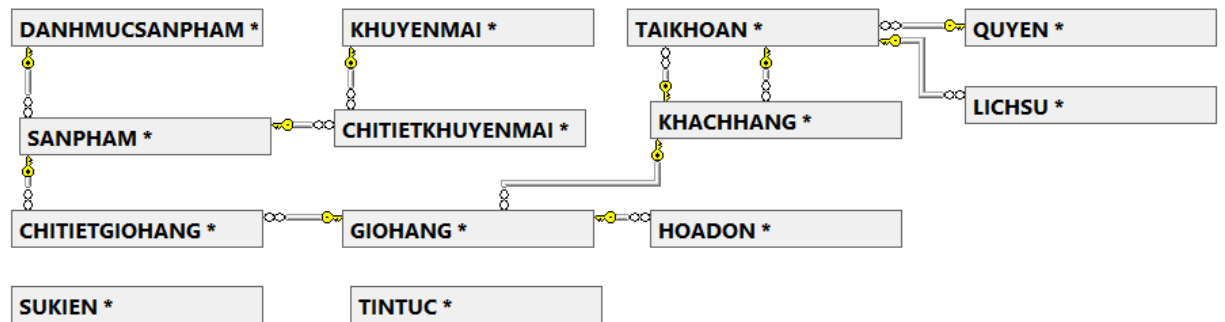 DANHMUCSANPHAM *
KHUYENMAI *
TAIKHOAN *
QUYEN *
LICHSU *
SANPHAM *
CHITIETKHUYENMAI *
KHACHHANG *
CHITIETGIOHANG *
GIOHANG *
HOADON *
SUKIEN *
TINTUC *